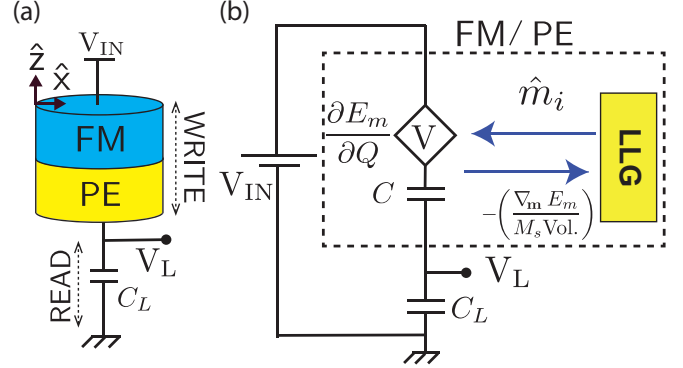 (a)
V_IN
ẑ
x̂
FM
PE
WRITE
READ
V_L
C_L
(b)
FM/ PE
∂E_m
∂Q
V
m̂_i
LLG
V_IN
C
-(∇_m E_m / M_s Vol.)
V_L
C_L